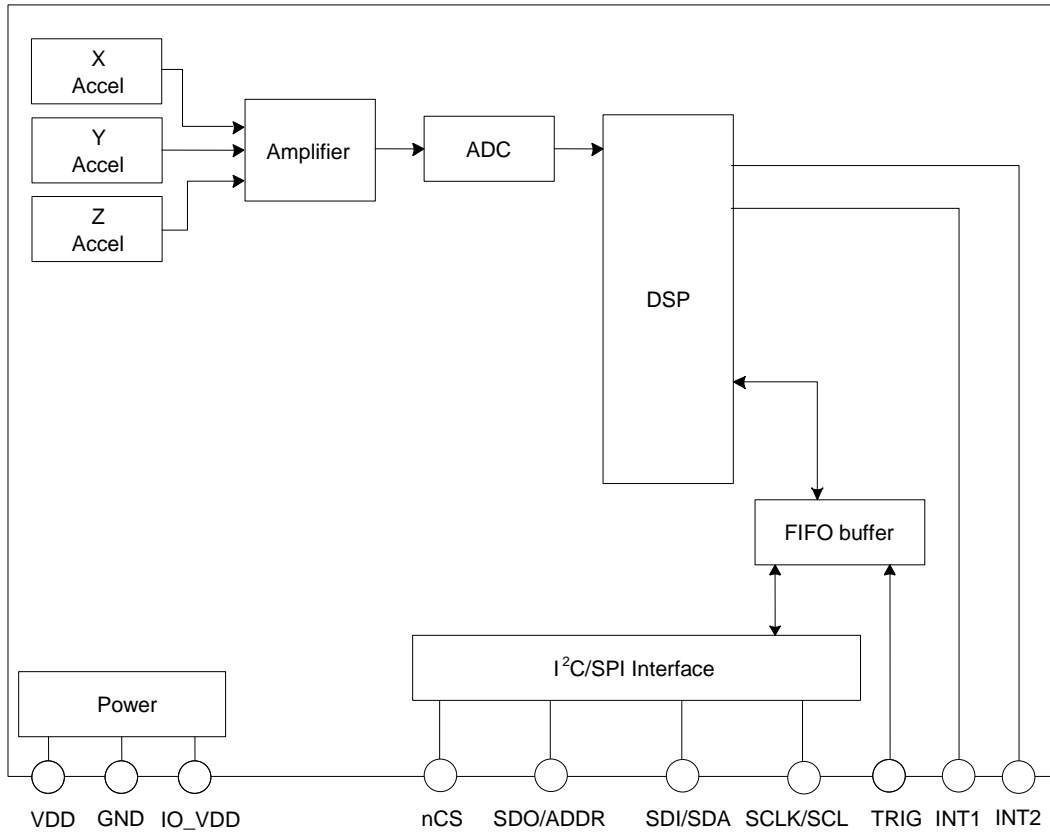 X
Accel
Y
Accel
Z
Accel
Amplifier
ADC
DSP
FIFO buffer
I²C/SPI Interface
Power
VDD GND IO_VDD nCS SDO/ADDR SDI/SDA SCLK/SCL TRIG INT1 INT2